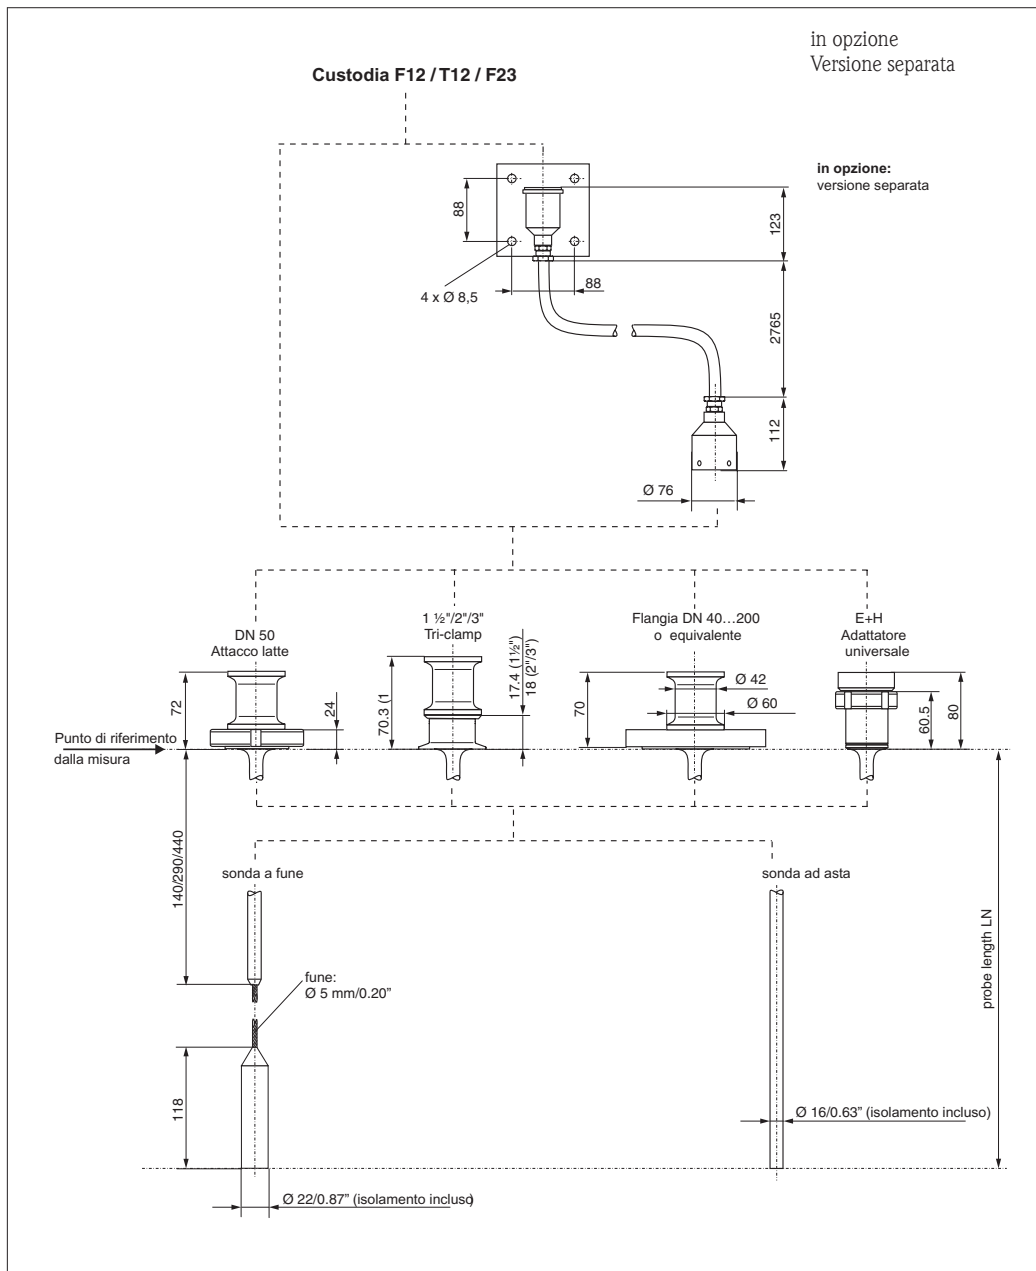 in opzione
Versione separata
Custodia F12 / T12 / F23
in opzione:
versione separata
88
123
4 x Ø 8,5
88
2765
112
Ø 76
DN 50
Attacco latte
1 ½"/2"/3"
Tri-clamp
Flangia DN 40...200
o equivalente
E+H
Adattatore
universale
72
24
70.3 (1
17.4 (1½")
18 (2"/3")
70
Ø 42
Ø 60
60.5
80
Punto di riferimento
dalla misura
140/290/440
sonda a fune
sonda ad asta
fune:
Ø 5 mm/0.20”
probe length LN
118
Ø 16/0.63” (isolamento incluso)
Ø 22/0.87” (isolamento incluso)